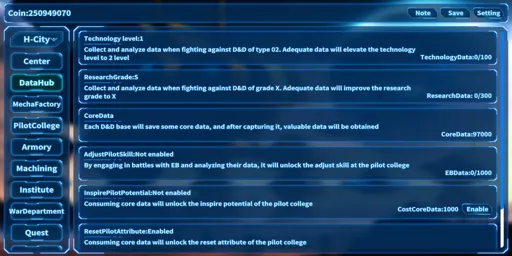 Coin:250949070
Note
Save
Setting
H-City
Center
DataHub
MechaFactory
PilotCollege
Armory
Machining
Institute
WarDepartment
Quest
Technology level:1
Collect and analyze data when fighting against D&D of type 02. Adequate data will elevate the technology
level to 2 level
TechnologyData:0/100
ResearchGrade:S
Collect and analyze data when fighting against D&D of grade X. Adequate data will improve the research
grade to X
ResearchData: 0/300
CoreData
Each D&D base will save some core data, and after capturing it, valuable data will be obtained
CoreData:97000
AdjustPilotSkill:Not enabled
By engaging in battles with EB and analyzing their data, it will unlock the adjust skill at the pilot college
EBData:0/1000
InspirePilotPotential:Not enabled
Consuming core data will unlock the inspire potential of the pilot college
CostCoreData:1000
Enable
ResetPilotAttribute:Enabled
Consuming core data will unlock the reset attribute of the pilot college